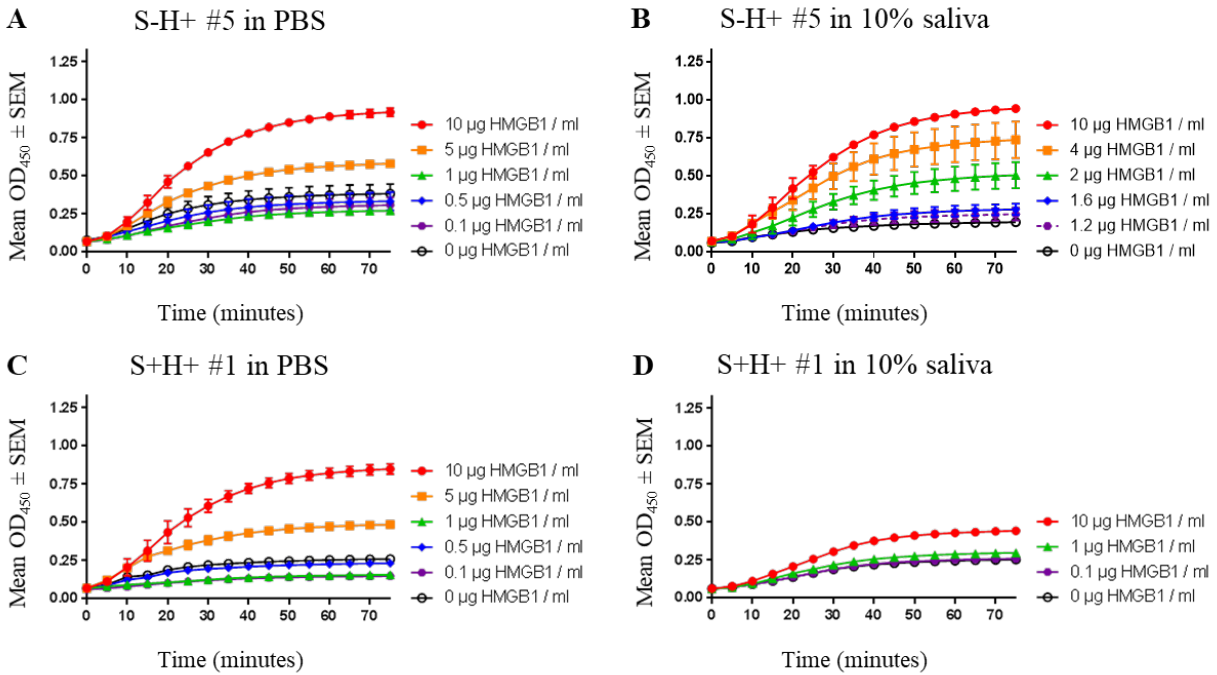 A
S-H+ #5 in PBS
Mean OD450 ± SEM
1.25
1.00
0.75
0.50
0.25
0.00
0 10 20 30 40 50 60 70
Time (minutes)
10 µg HMGB1 / ml
5 µg HMGB1 / ml
1 µg HMGB1 / ml
0.5 µg HMGB1 / ml
0.1 µg HMGB1 / ml
0 µg HMGB1 / ml
B
S-H+ #5 in 10% saliva
Mean OD450 ± SEM
1.25
1.00
0.75
0.50
0.25
0.00
0 10 20 30 40 50 60 70
Time (minutes)
10 µg HMGB1 / ml
4 µg HMGB1 / ml
2 µg HMGB1 / ml
1.6 µg HMGB1 / ml
1.2 µg HMGB1 / ml
0 µg HMGB1 / ml
C
S+H+ #1 in PBS
Mean OD450 ± SEM
1.25
1.00
0.75
0.50
0.25
0.00
0 10 20 30 40 50 60 70
Time (minutes)
10 µg HMGB1 / ml
5 µg HMGB1 / ml
1 µg HMGB1 / ml
0.5 µg HMGB1 / ml
0.1 µg HMGB1 / ml
0 µg HMGB1 / ml
D
S+H+ #1 in 10% saliva
Mean OD450 ± SEM
1.25
1.00
0.75
0.50
0.25
0.00
0 10 20 30 40 50 60 70
Time (minutes)
10 µg HMGB1 / ml
1 µg HMGB1 / ml
0.1 µg HMGB1 / ml
0 µg HMGB1 / ml